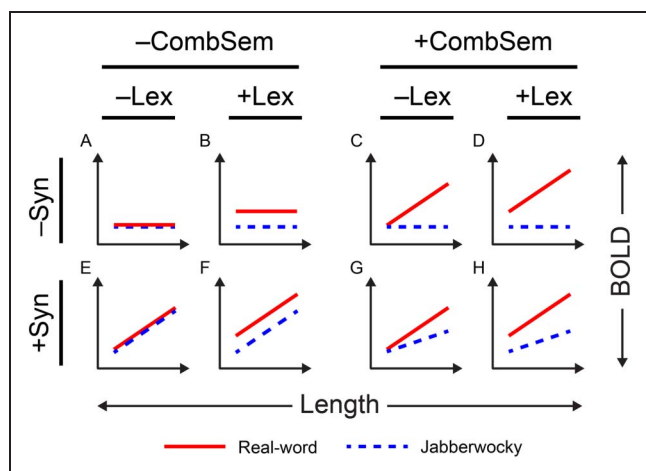 –CombSem +CombSem
–Lex +Lex –Lex +Lex
A B C D
–Syn
E F G H
+Syn
BOLD
Length
Real-word Jabberwocky